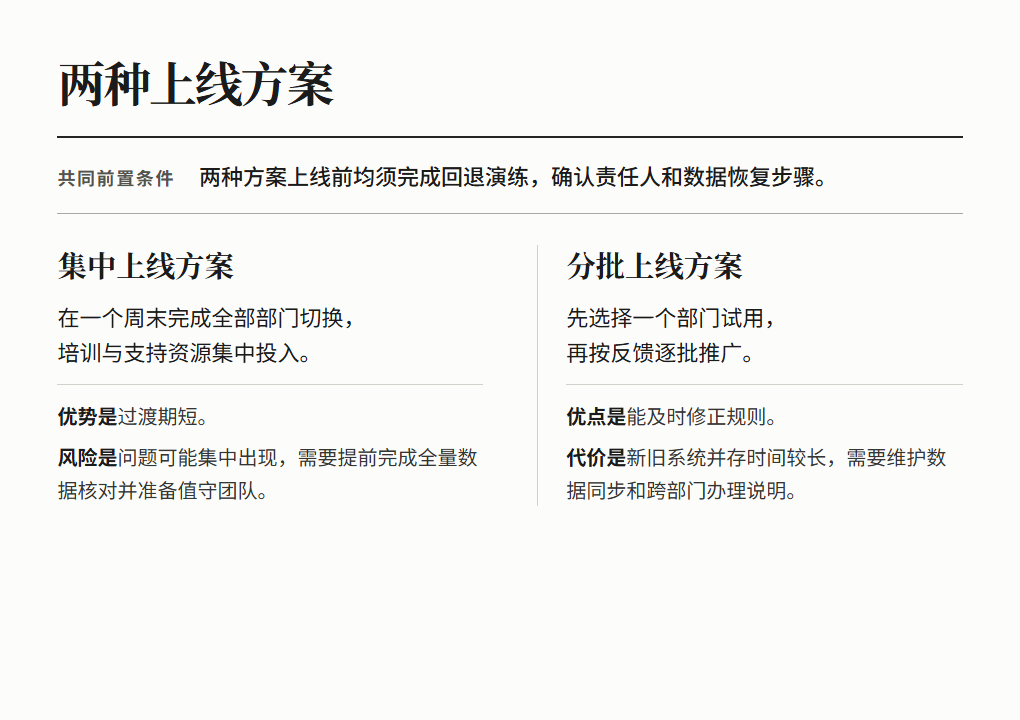 两种上线方案
共同前置条件 两种方案上线前均须完成回退演练，确认责任人和数据恢复步骤。
集中上线方案
在一个周末完成全部部门切换，
培训与支持资源集中投入。
优势是过渡期短。
风险是问题可能集中出现，需要提前完成全量数
据核对并准备值守团队。
分批上线方案
先选择一个部门试用，
再按反馈逐批推广。
优点是能及时修正规则。
代价是新旧系统并存时间较长，需要维护数
据同步和跨部门办理说明。